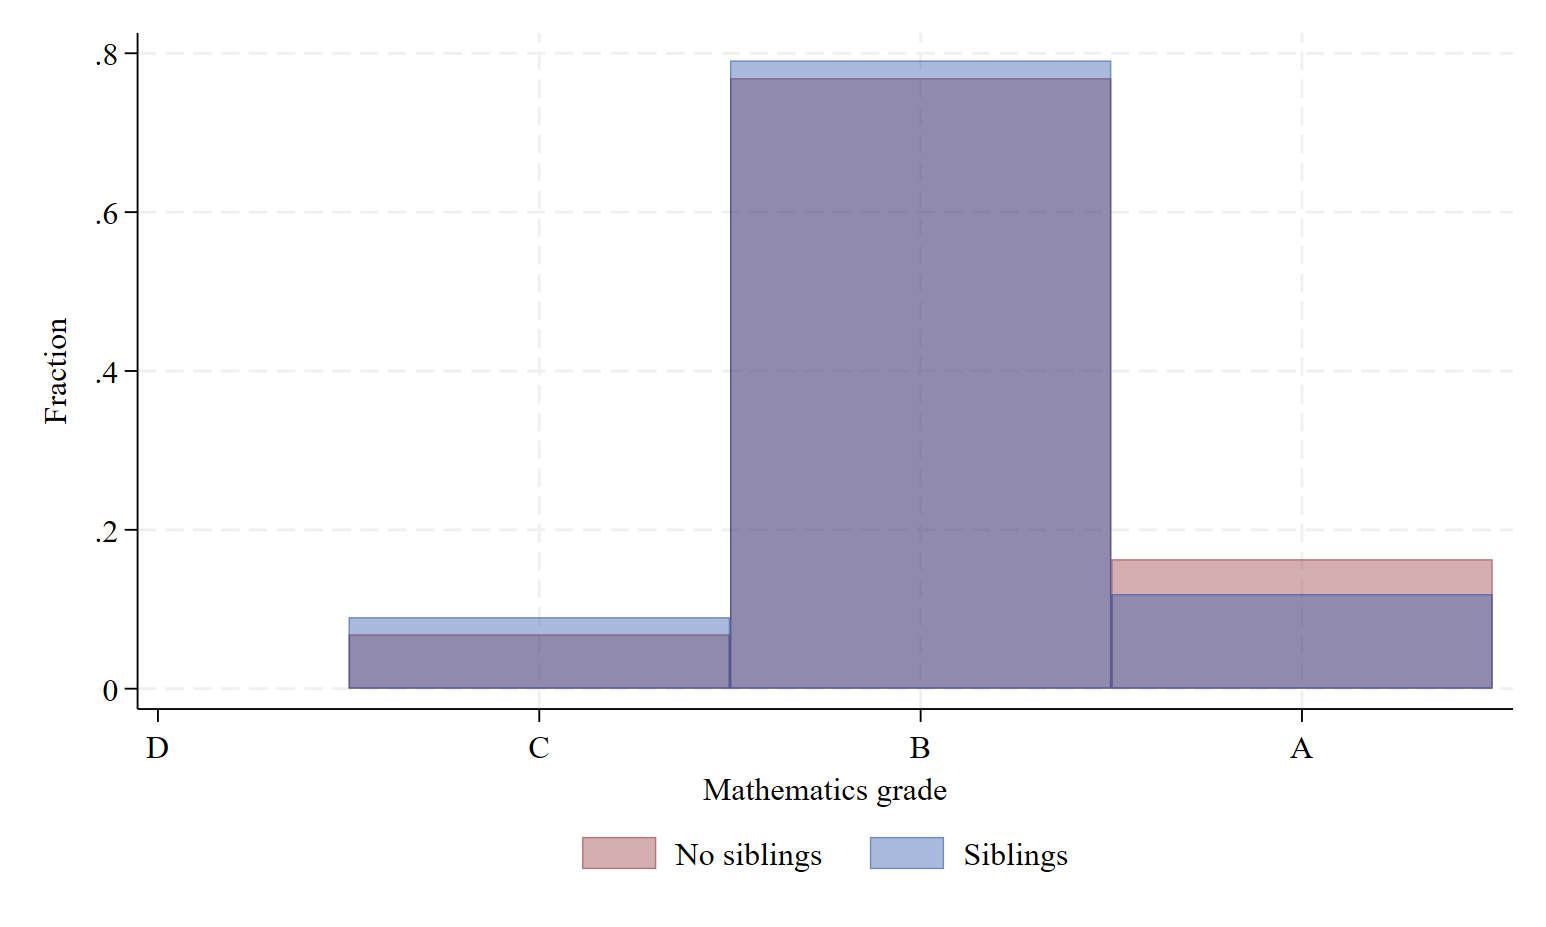 .8
.6
.4
.2
0
Fraction
D C B A
Mathematics grade
No siblings Siblings